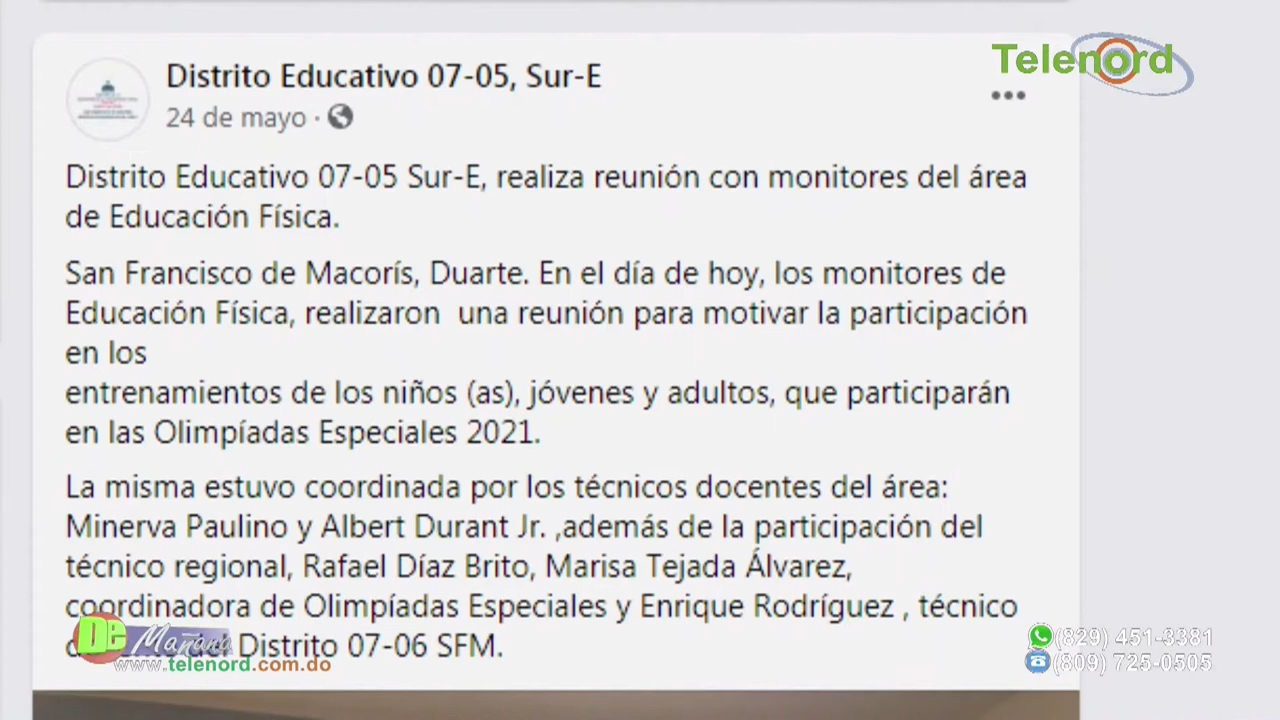 Distrito Educativo 07-05, Sur-E
24 de mayo ·
Telenord
Distrito Educativo 07-05 Sur-E, realiza reunión con monitores del área
de Educación Física.
San Francisco de Macorís, Duarte. En el día de hoy, los monitores de
Educación Física, realizaron una reunión para motivar la participación
en los
entrenamientos de los niños (as), jóvenes y adultos, que participarán
en las Olimpíadas Especiales 2021.
La misma estuvo coordinada por los técnicos docentes del área:
Minerva Paulino y Albert Durant Jr. ,además de la participación del
técnico regional, Rafael Díaz Brito, Marisa Tejada Álvarez,
coordinadora de Olimpíadas Especiales y Enrique Rodríguez , técnico
del Distrito 07-06 SFM.
De Mañana
www.telenord.com.do
(829) 451-3381
(809) 725-0505